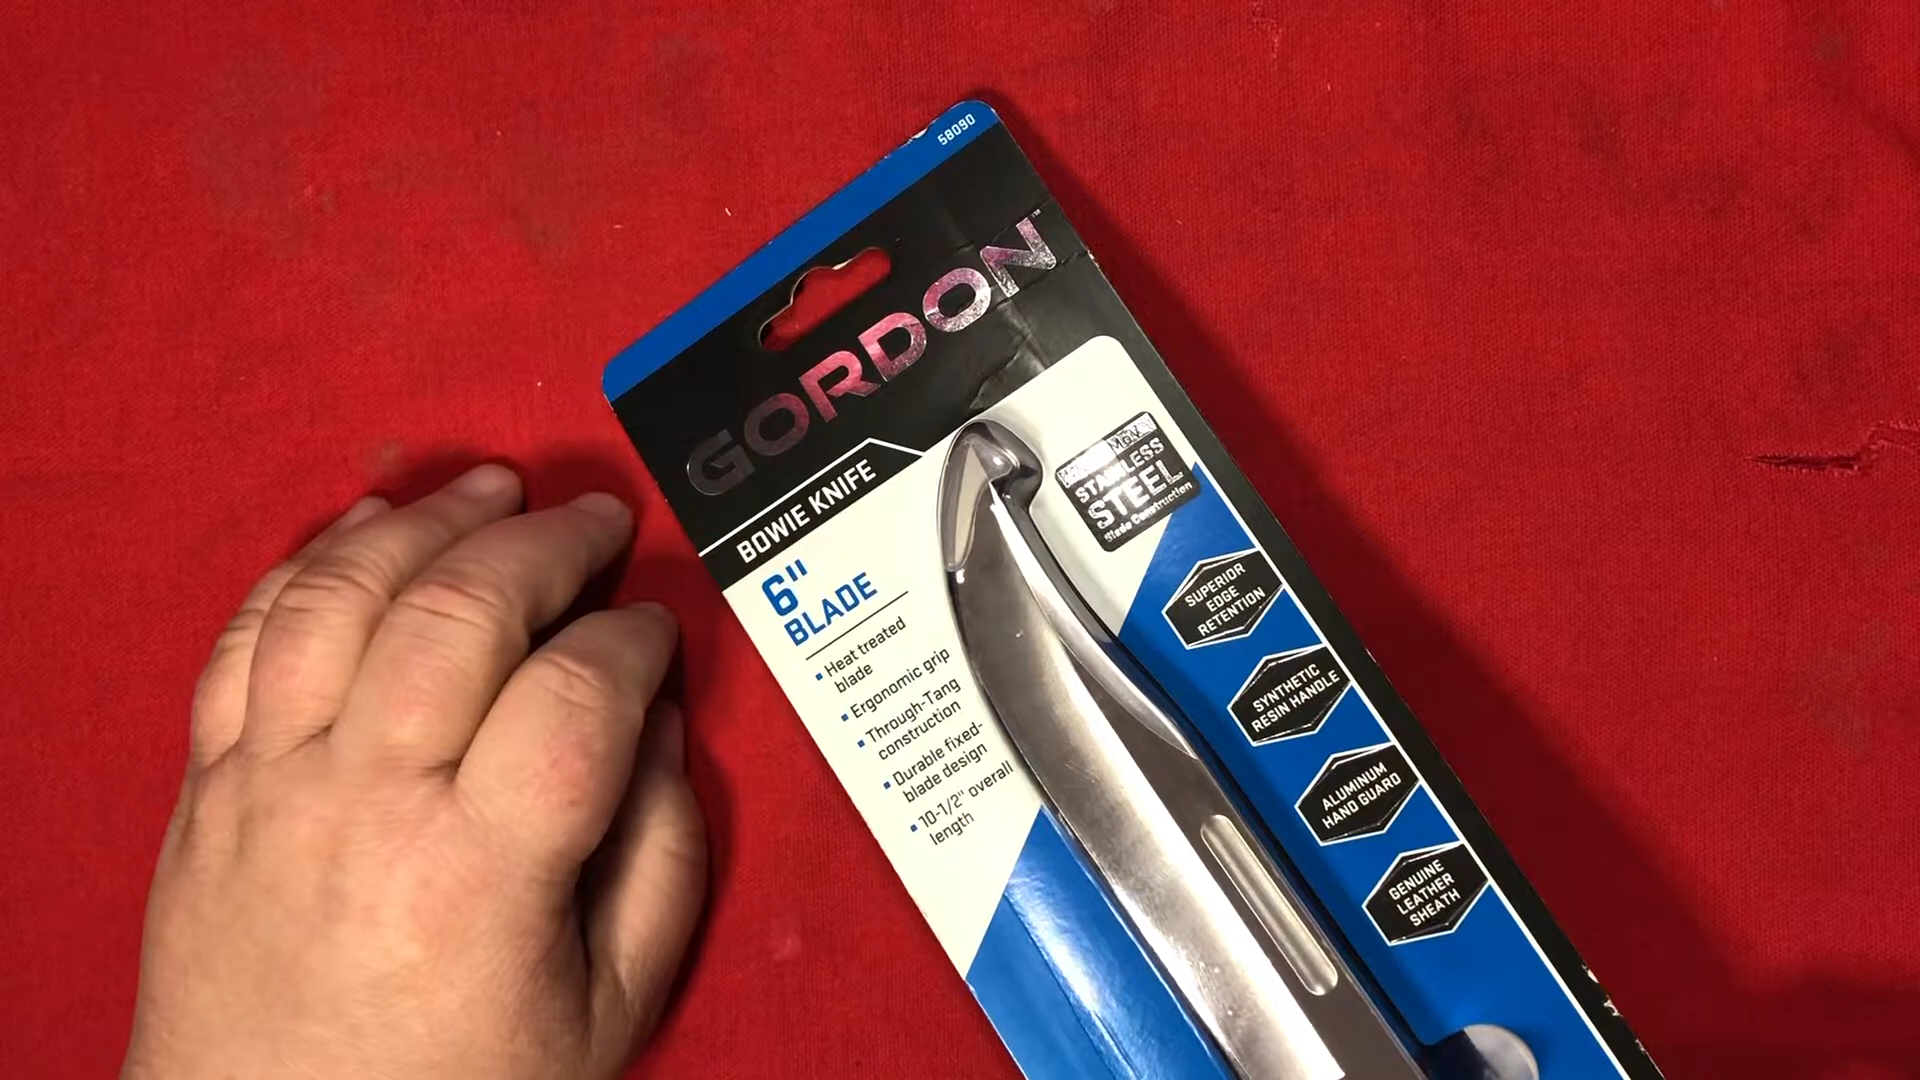 58090
GORDON™
BOWIE KNIFE
6"
BLADE
▪ Heat treated
blade
▪ Ergonomic grip
▪ Through-Tang
construction
▪ Durable fixed-
blade design
▪ 10-1/2" overall
length
STAINLESS
STEEL
Blade Construction
SUPERIOR
EDGE
RETENTION
SYNTHETIC
RESIN HANDLE
ALUMINUM
HAND GUARD
GENUINE
LEATHER
SHEATH